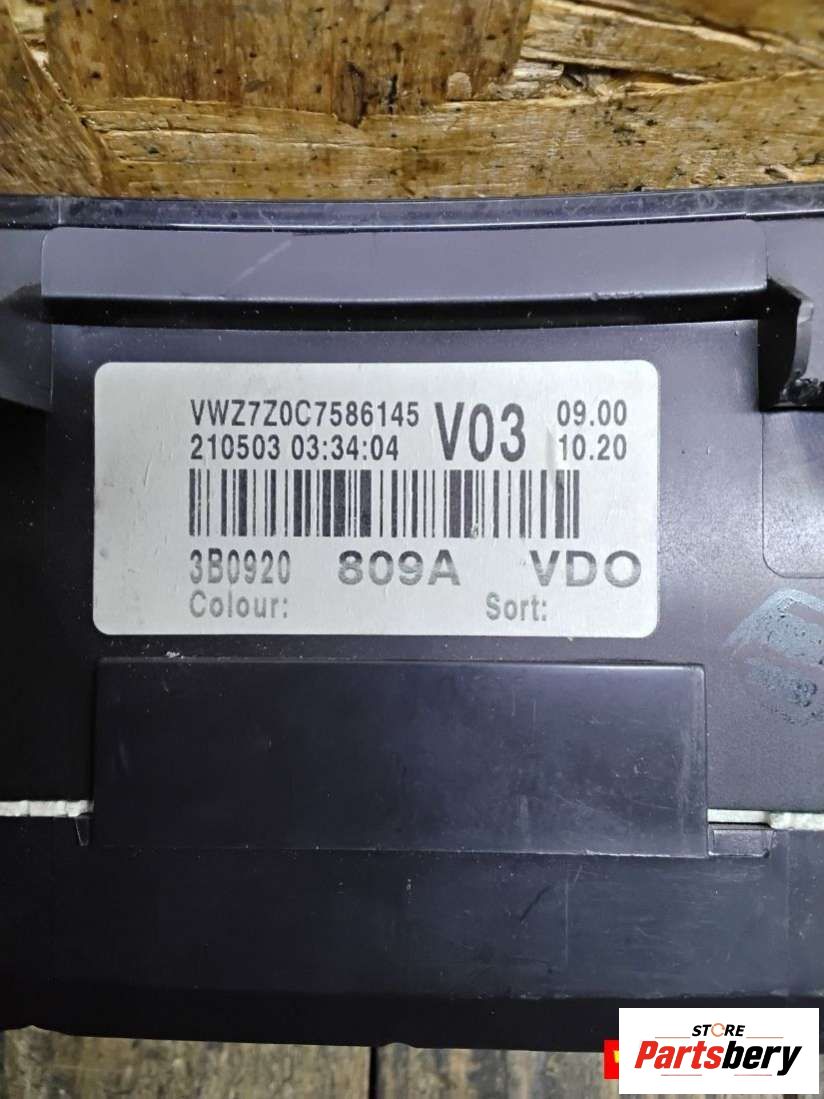 VWZ7Z0C7586145 V03 09.00
210503 03:34:04 10.20
3B0920 809A VDO
Colour: Sort:
STORE
Partsbery